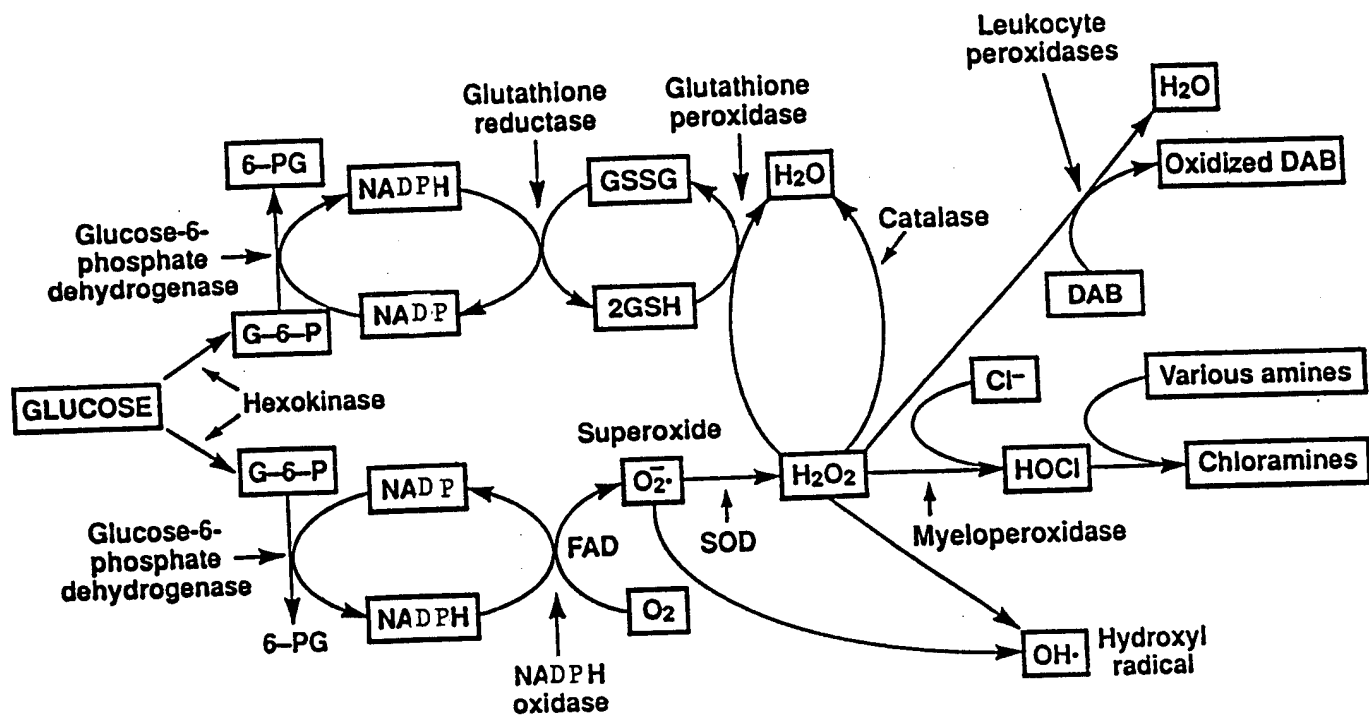 Leukocyte
peroxidases
H2O
Glutathione
reductase
Glutathione
peroxidase
6–PG
NADPH
GSSG
H2O
Oxidized DAB
Catalase
Glucose-6-
phosphate
dehydrogenase
NADP
2GSH
DAB
G–6–P
GLUCOSE
Hexokinase
Cl–
Various amines
Superoxide
G–6–P
NADP
O2–·
H2O2
HOCl
Chloramines
Glucose-6-
phosphate
dehydrogenase
FAD
SOD
Myeloperoxidase
NADPH
O2
6–PG
OH·
Hydroxyl
radical
NADPH
oxidase